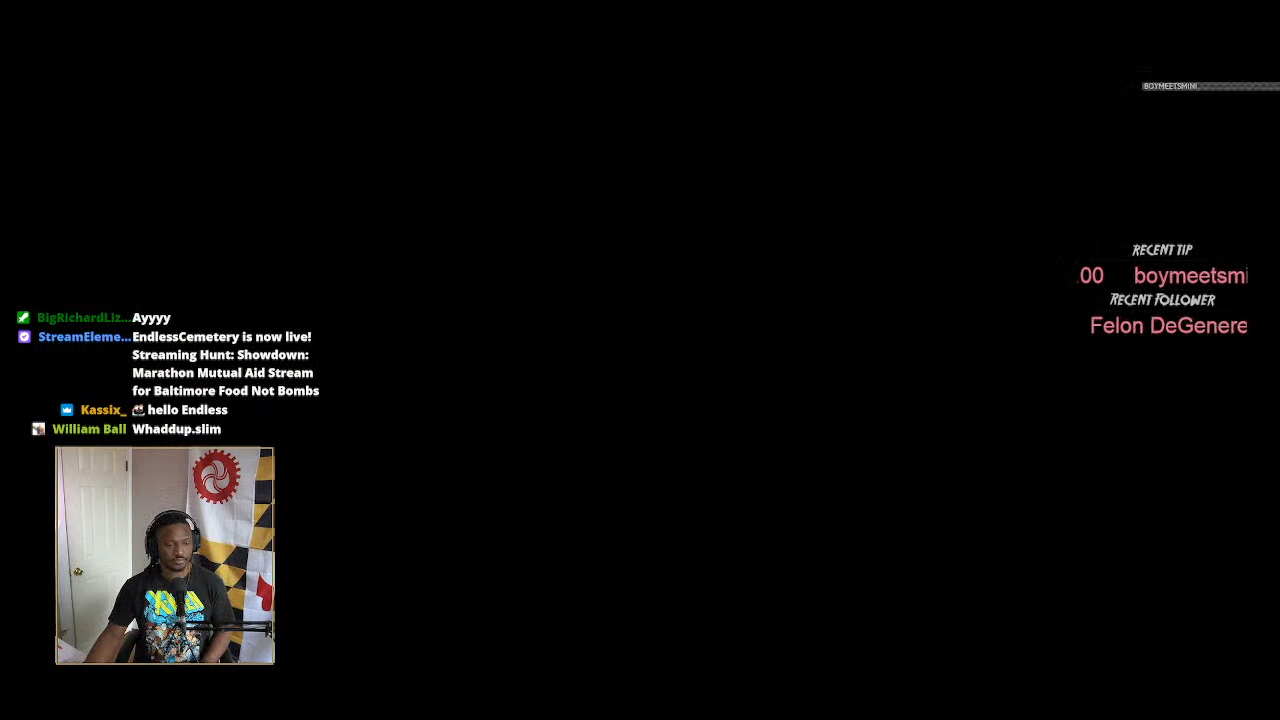 BOYMEETSMINI
RECENT TIP
.00 boymeetsmi
RECENT FOLLOWER
Felon DeGenere
BigRichardLiz... Ayyyy
StreamEleme... EndlessCemetery is now live!
Streaming Hunt: Showdown:
Marathon Mutual Aid Stream
for Baltimore Food Not Bombs
Kassix_ hello Endless
William Ball Whaddup.slim